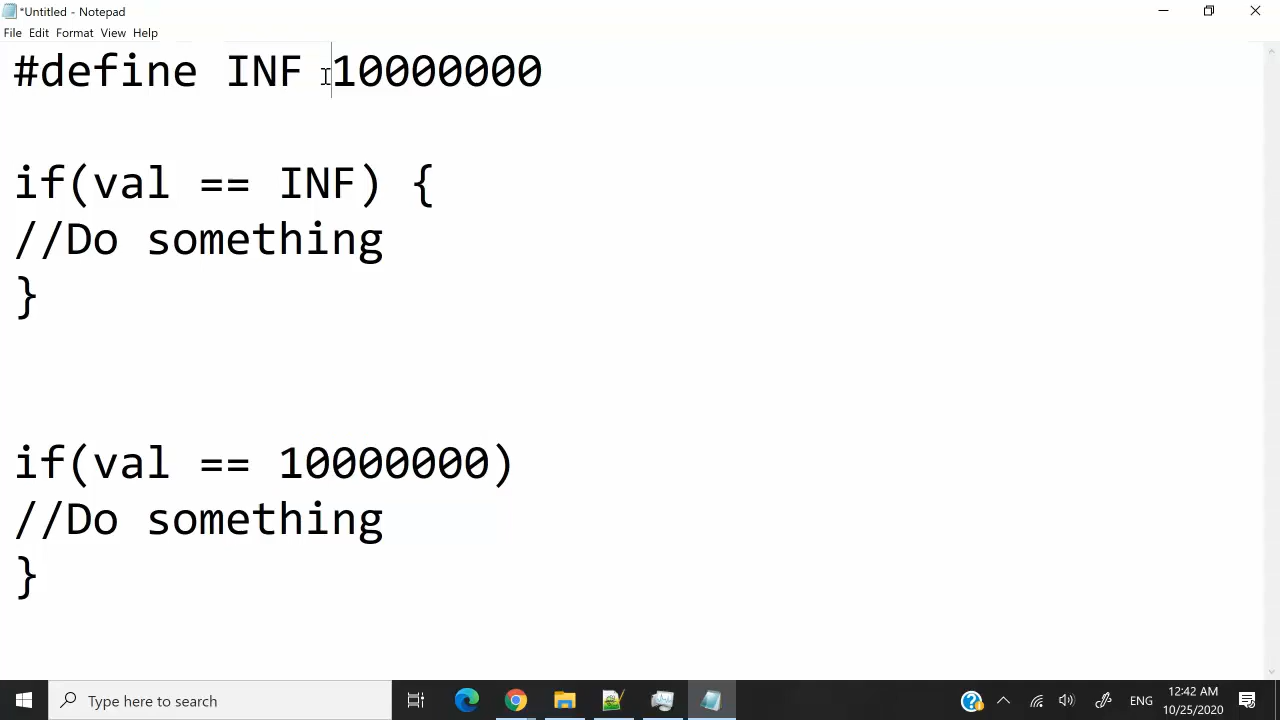 *Untitled - Notepad
File Edit Format View Help
#define INF 10000000
if(val == INF) {
//Do something
}
if(val == 10000000)
//Do something
}
Type here to search
ENG
12:42 AM
10/25/2020